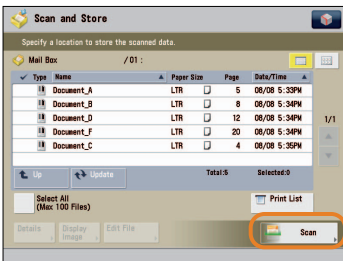 Scan and Store
Specify a location to store the scanned data.
Mail Box /01 :
Type Name Paper Size Page Date/Time
Document_A LTR 5 08/08 5:33PM
Document_B LTR 8 08/08 5:34PM
Document_D LTR 12 08/08 5:34PM
Document_F LTR 20 08/08 5:34PM
Document_C LTR 4 08/08 5:35PM
1/1
Up Update Total:5 Selected:0
Select All
(Max 100 Files)
Print List
Details Display Image Edit File Scan